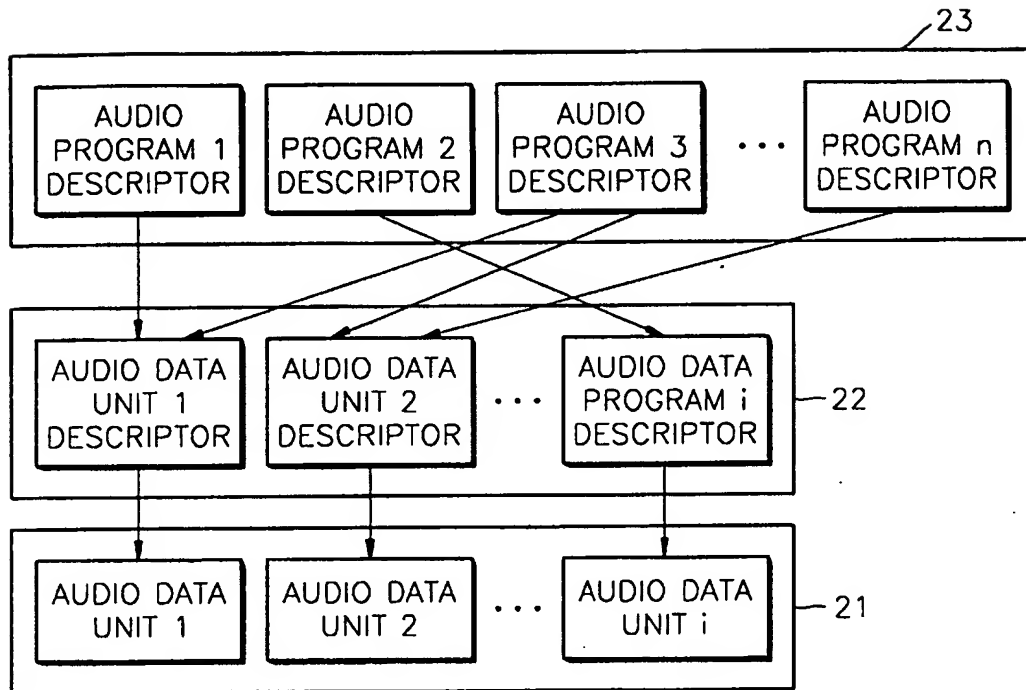 23
AUDIO
PROGRAM 1
DESCRIPTOR
AUDIO
PROGRAM 2
DESCRIPTOR
AUDIO
PROGRAM 3
DESCRIPTOR
...
AUDIO
PROGRAM n
DESCRIPTOR
AUDIO DATA
UNIT 1
DESCRIPTOR
AUDIO DATA
UNIT 2
DESCRIPTOR
...
AUDIO DATA
PROGRAM i
DESCRIPTOR
22
AUDIO DATA
UNIT 1
AUDIO DATA
UNIT 2
...
AUDIO DATA
UNIT i
21